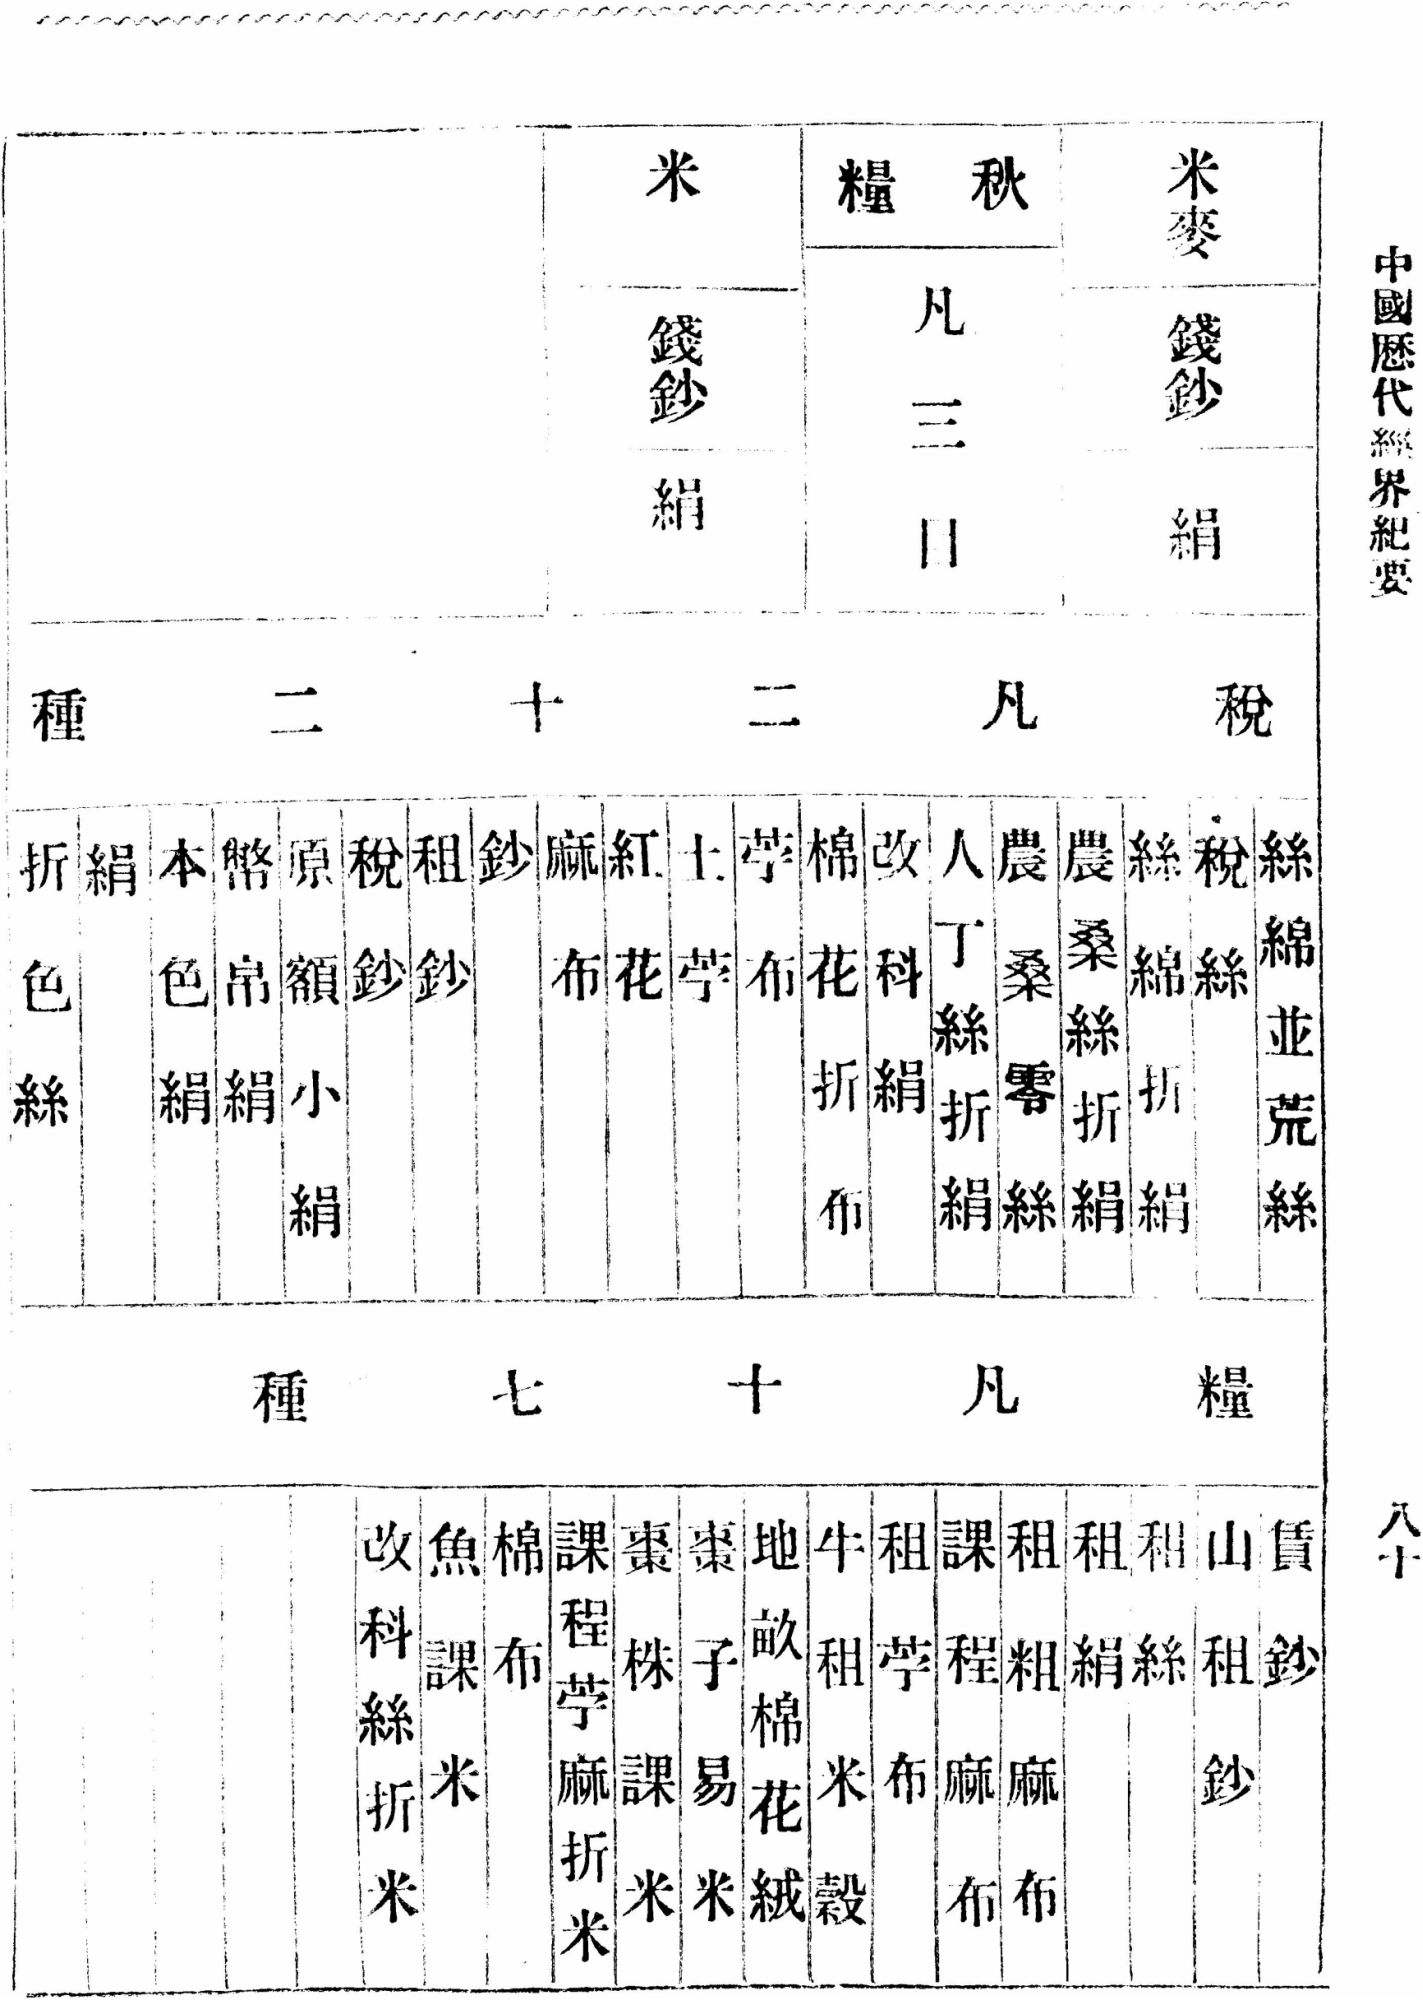 中國歷代經界紀要
八十
米麥
錢鈔
絹
秋糧
凡三目
米
錢鈔
絹
稅凡二十二種
絲綿並荒絲
稅絲
絲綿折絹
農桑絲折絹
農桑零絲
人丁絲折絹
改科絹
棉花折布
苧布
土苧
紅花
麻布
鈔
租鈔
稅鈔
原額小絹
幣帛絹
本色絹
絹
折色絲
糧凡十七種
賃鈔
山租鈔
租絲
租絹
租粗麻布
課程麻布
租苧布
牛租米穀
地畝棉花絨
棗子易米
棗株課米
課程苧麻折米
棉布
魚課米
改科絲折米